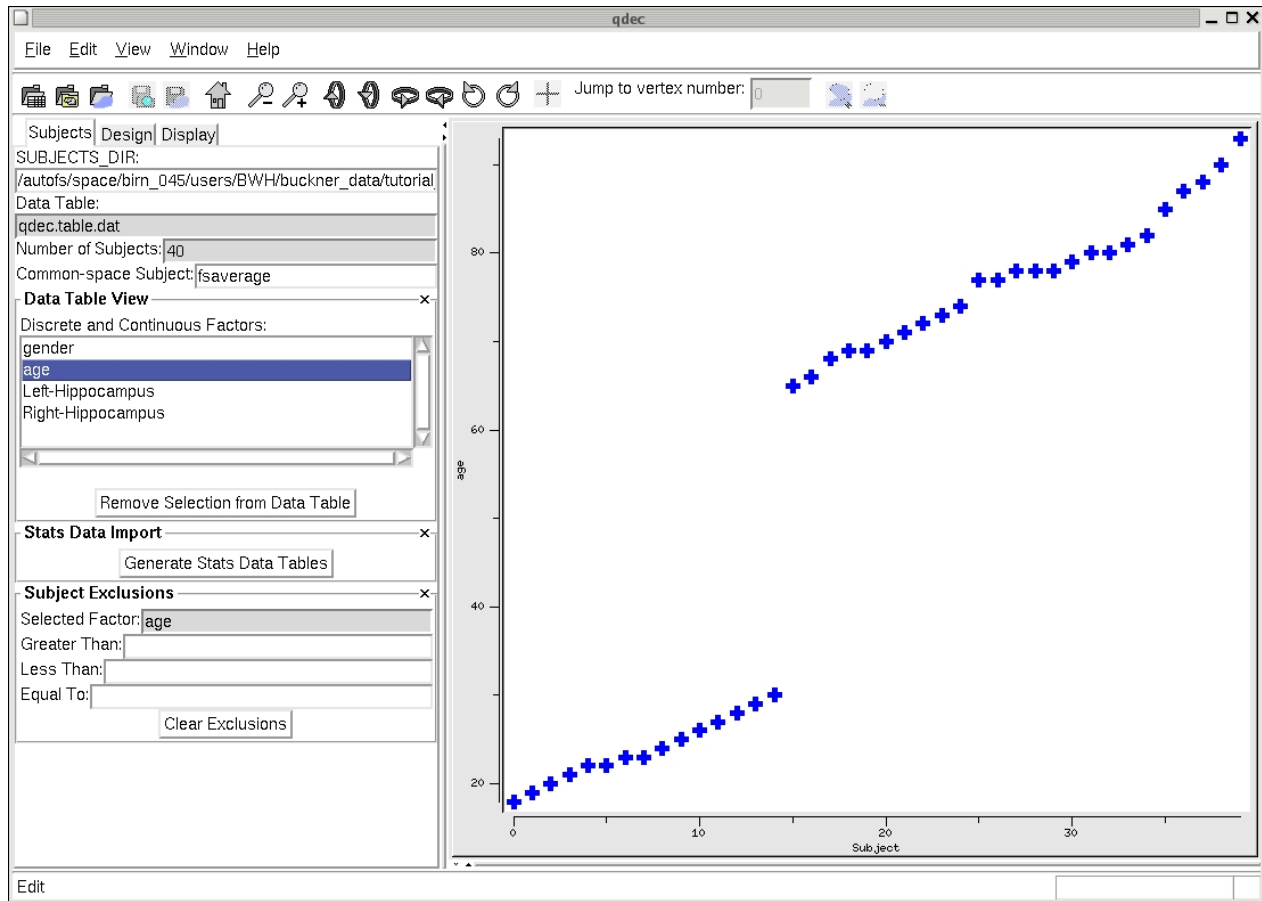 qdec
File Edit View Window Help
Jump to vertex number: 0
Subjects Design Display
SUBJECTS_DIR:
/autofs/space/birn_045/users/BWH/buckner_data/tutorial_
Data Table:
qdec.table.dat
Number of Subjects: 40
Common-space Subject: fsaverage
Data Table View
Discrete and Continuous Factors:
gender
age
Left-Hippocampus
Right-Hippocampus
Remove Selection from Data Table
Stats Data Import
Generate Stats Data Tables
Subject Exclusions
Selected Factor: age
Greater Than:
Less Than:
Equal To:
Clear Exclusions
80
60
age
40
20
0 10 20 30
Subject
Edit